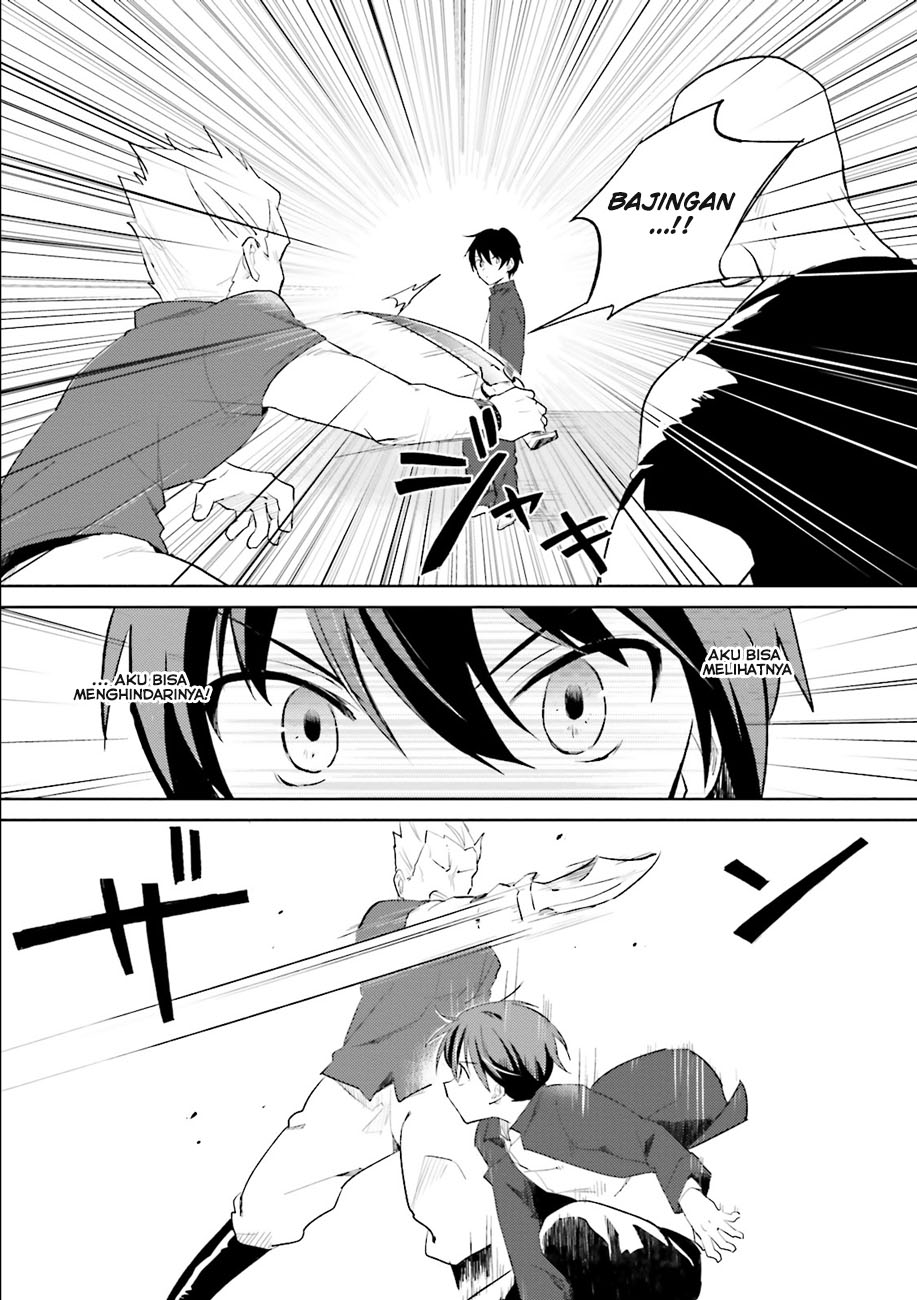 BAJINGAN
...!!
ジャキ
AKU BISA
MELIHATNYA
... AKU BISA
MENGHINDARINYA!
ザン